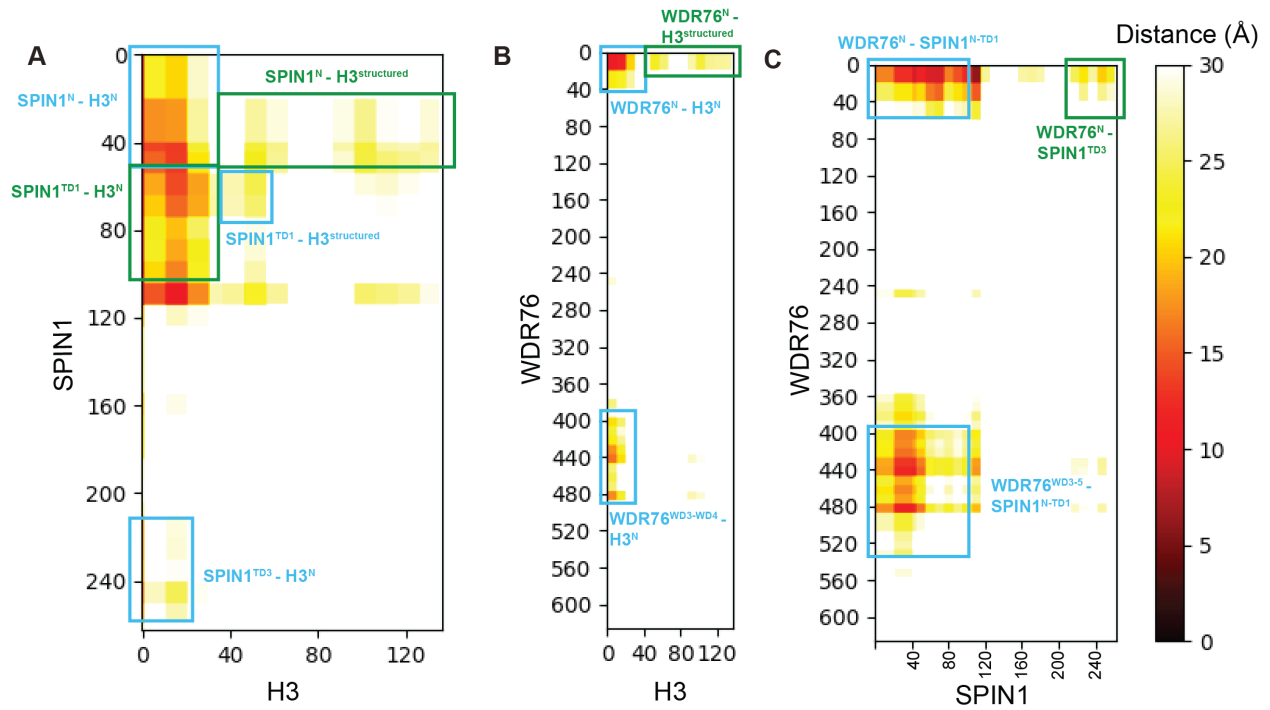 A
0
40
80
120
160
200
240
0
40
80
120
SPIN1
H3
SPIN1ᴺ - H3ᴺ
SPIN1ᴺ - H3structured
SPIN1TD1 - H3ᴺ
SPIN1TD1 - H3structured
SPIN1TD3 - H3ᴺ
B
WDR76ᴺ -
H3structured
0
40
80
120
160
200
240
280
320
360
400
440
480
520
560
600
0
40
80
120
WDR76
H3
WDR76ᴺ - H3ᴺ
WDR76WD3-WD4 -
H3ᴺ
C
WDR76ᴺ - SPIN1N-TD1
0
40
80
120
160
200
240
280
320
360
400
440
480
520
560
600
40
80
120
160
200
240
WDR76
SPIN1
WDR76ᴺ -
SPIN1TD3
WDR76WD3-5 -
SPIN1N-TD1
Distance (Å)
30
25
20
15
10
5
0